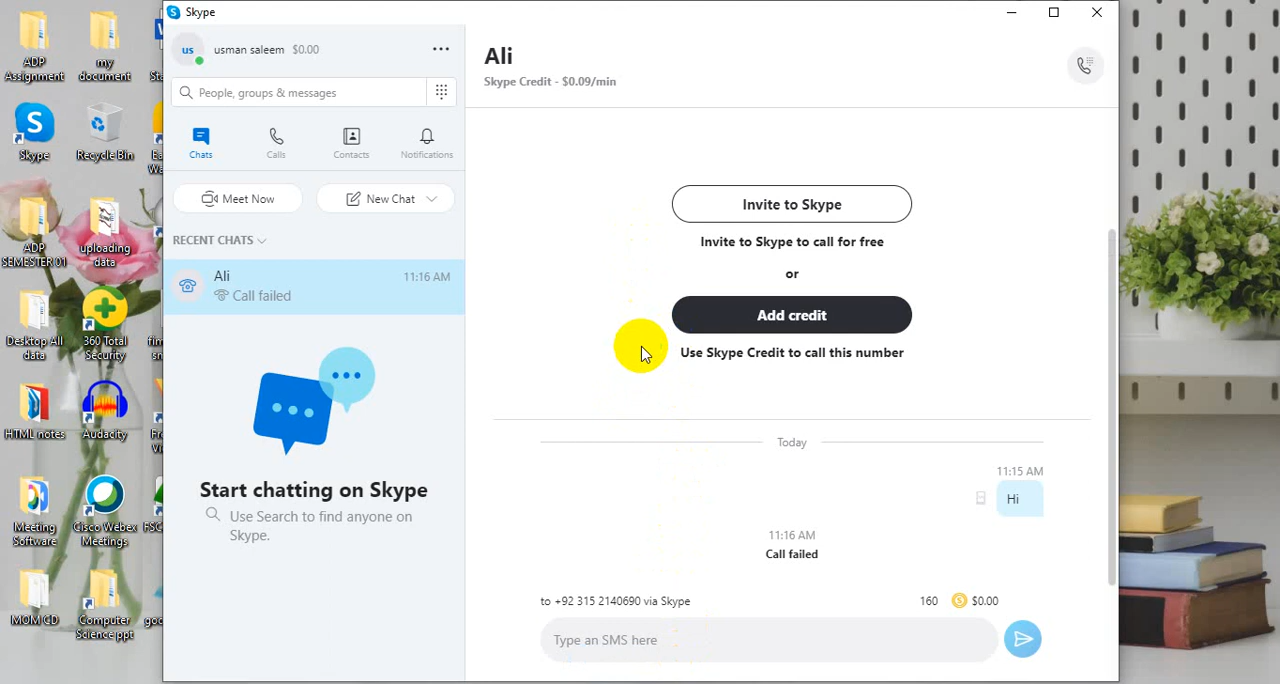 Skype
us
usman saleem $0.00
People, groups & messages
Chats
Calls
Contacts
Notifications
Meet Now
New Chat
RECENT CHATS
Ali
11:16 AM
Call failed
Start chatting on Skype
Use Search to find anyone on
Skype.
Ali
Skype Credit - $0.09/min
Invite to Skype
Invite to Skype to call for free
or
Add credit
Use Skype Credit to call this number
Today
11:15 AM
Hi
11:16 AM
Call failed
to +92 315 2140690 via Skype
160
$0.00
Type an SMS here
ADP
Assignment
my
document
Skype
Recycle Bin
ADP
SEMESTER 01
uploading
data
Desktop All
data
360 Total
Security
HTML notes
Audacity
Meeting
Software
Cisco Webex
Meetings
MOM CD
Computer
Science ppt